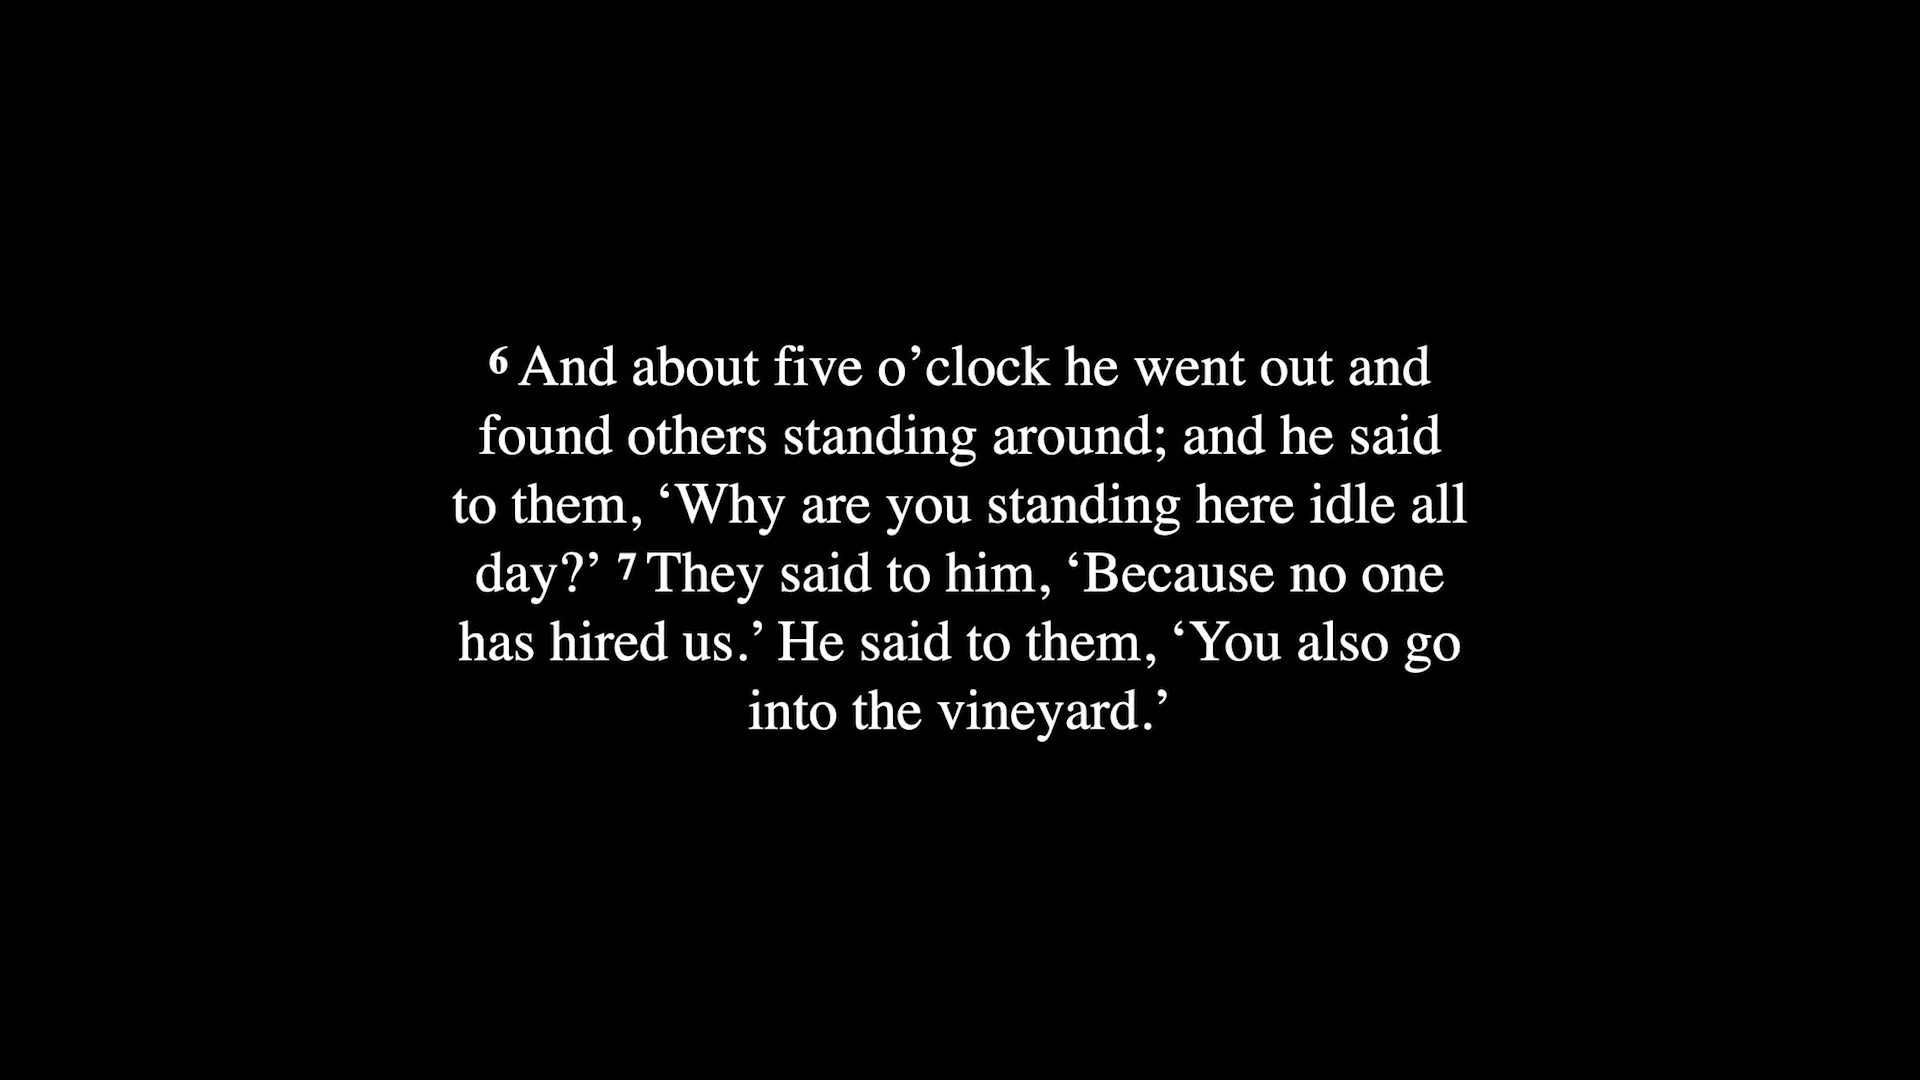 6 And about five o’clock he went out and
found others standing around; and he said
to them, ‘Why are you standing here idle all
day?’ 7 They said to him, ‘Because no one
has hired us.’ He said to them, ‘You also go
into the vineyard.’